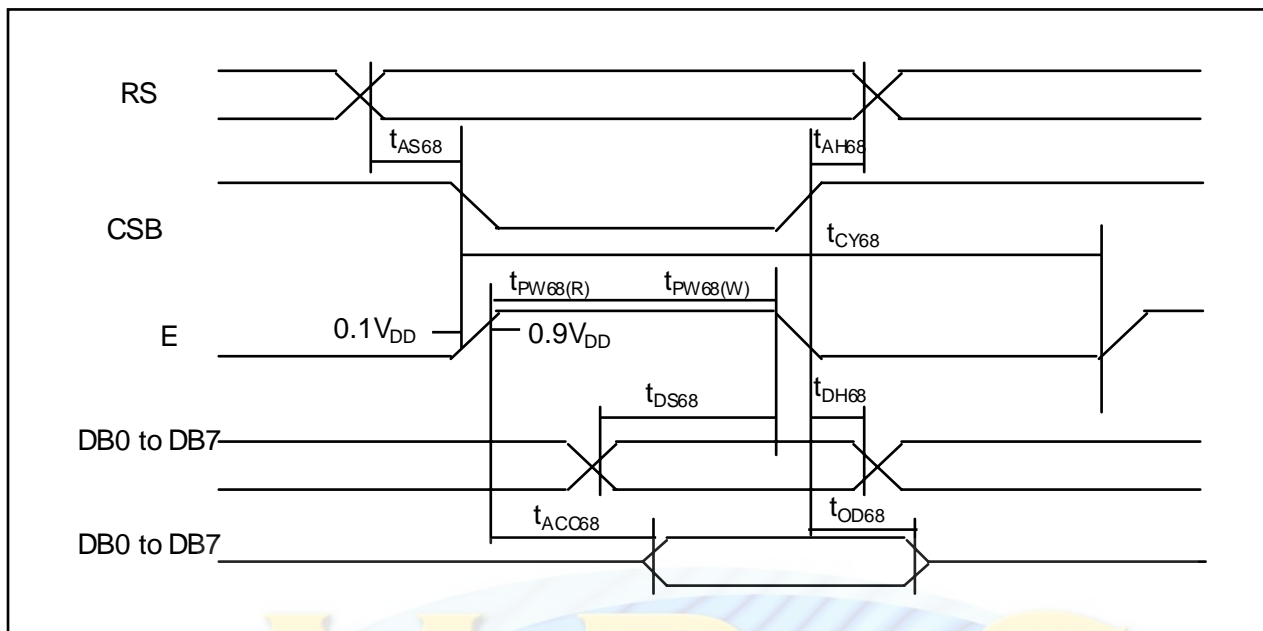 RS
tAS68
tAH68
CSB
tCY68
tPW68(R)
tPW68(W)
E
0.1VDD
0.9VDD
tDS68
tDH68
DB0 to DB7
tACC68
tOD68
DB0 to DB7